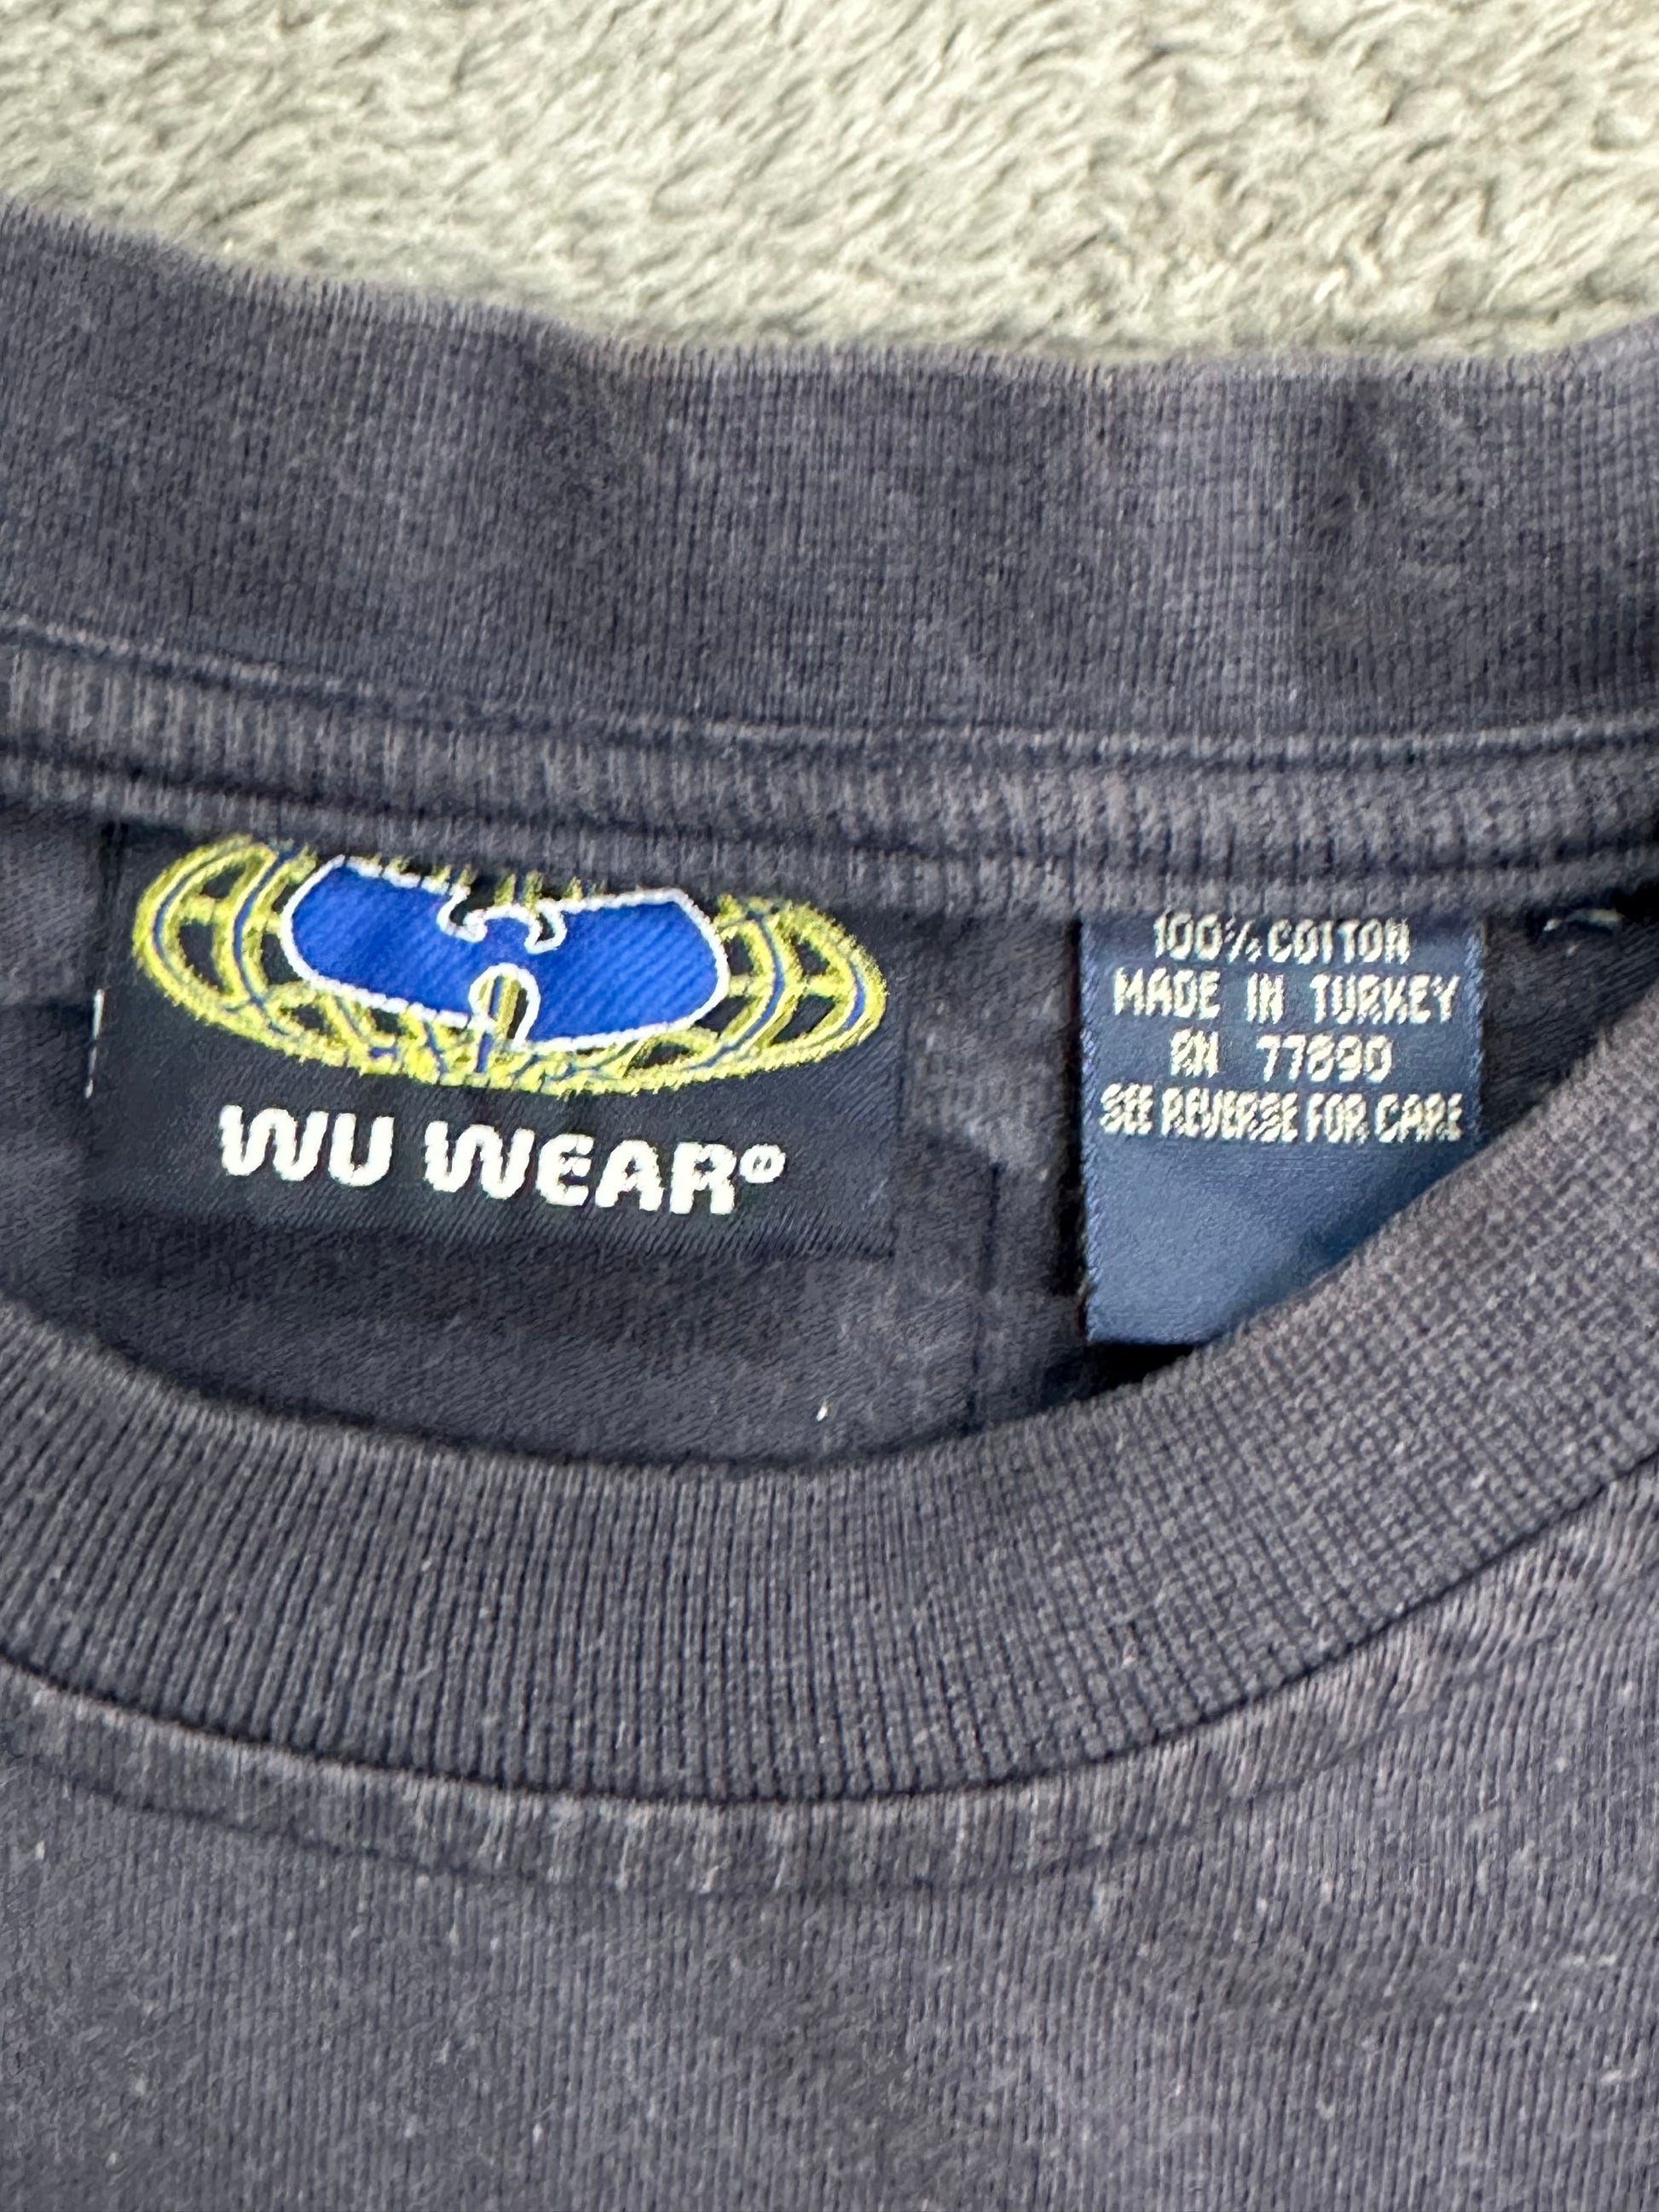 WU WEAR®
100% COTTON
MADE IN TURKEY
RN 77890
SEE REVERSE FOR CARE